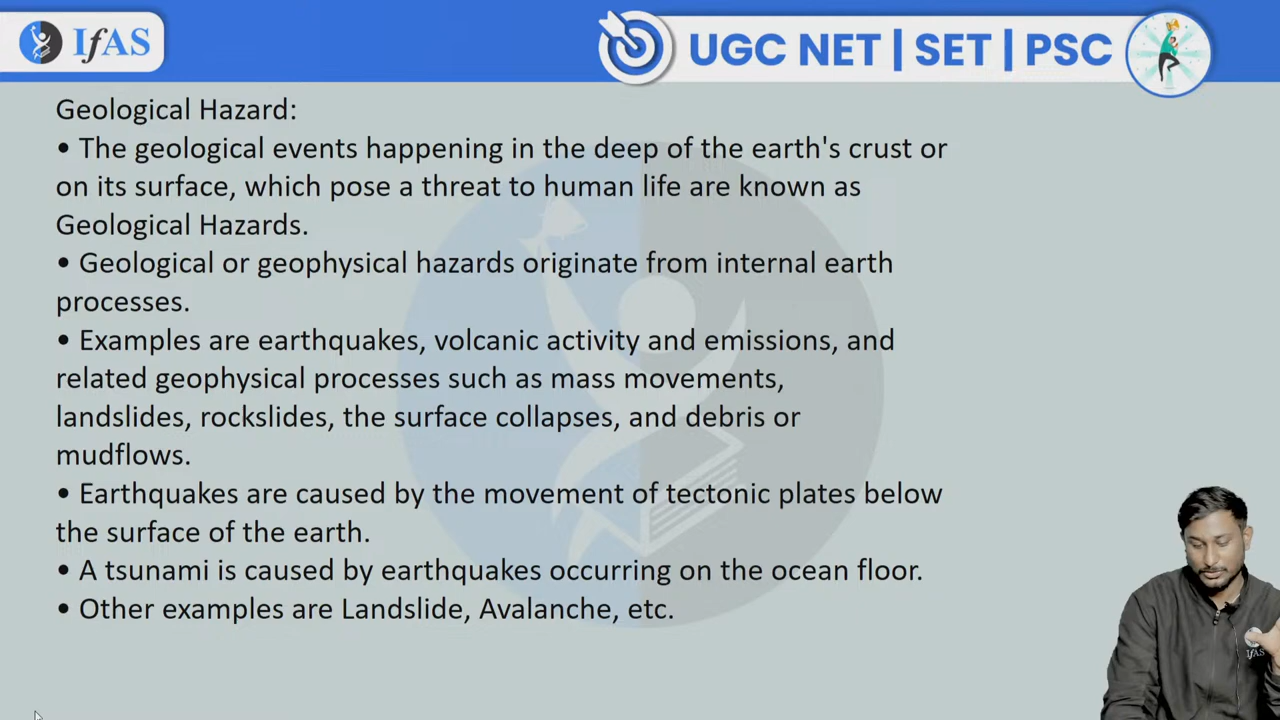 IfAS
UGC NET | SET | PSC
Geological Hazard:
• The geological events happening in the deep of the earth's crust or
on its surface, which pose a threat to human life are known as
Geological Hazards.
• Geological or geophysical hazards originate from internal earth
processes.
• Examples are earthquakes, volcanic activity and emissions, and
related geophysical processes such as mass movements,
landslides, rockslides, the surface collapses, and debris or
mudflows.
• Earthquakes are caused by the movement of tectonic plates below
the surface of the earth.
• A tsunami is caused by earthquakes occurring on the ocean floor.
• Other examples are Landslide, Avalanche, etc.
IfAS